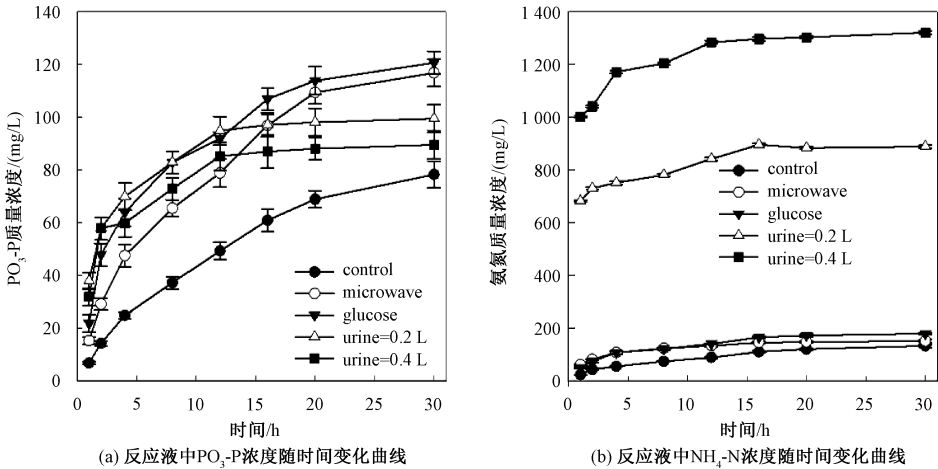 140
120
100
80
60
40
20
0
PO₃-P质量浓度/(mg/L)
control
microwave
glucose
urine=0.2 L
urine=0.4 L
0 5 10 15 20 25 30
时间/h
(a) 反应液中PO₃-P浓度随时间变化曲线
1 400
1 200
1 000
800
600
400
200
0
氨氮质量浓度/(mg/L)
control
microwave
glucose
urine=0.2 L
urine=0.4 L
0 5 10 15 20 25 30
时间/h
(b) 反应液中NH₄-N浓度随时间变化曲线